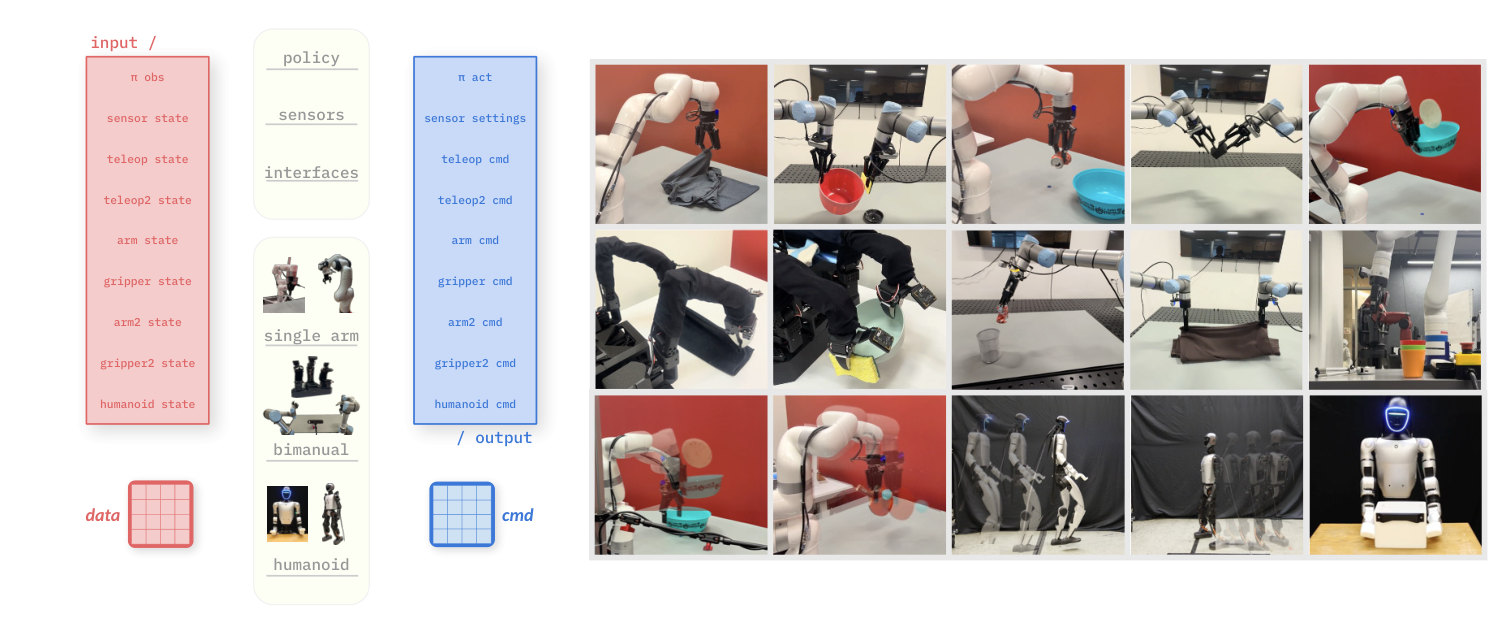 input /
π obs
sensor state
teleop state
teleop2 state
arm state
gripper state
arm2 state
gripper2 state
humanoid state
data
policy
sensors
interfaces
single arm
bimanual
humanoid
π act
sensor settings
teleop cmd
teleop2 cmd
arm cmd
gripper cmd
arm2 cmd
gripper2 cmd
humanoid cmd
/ output
cmd